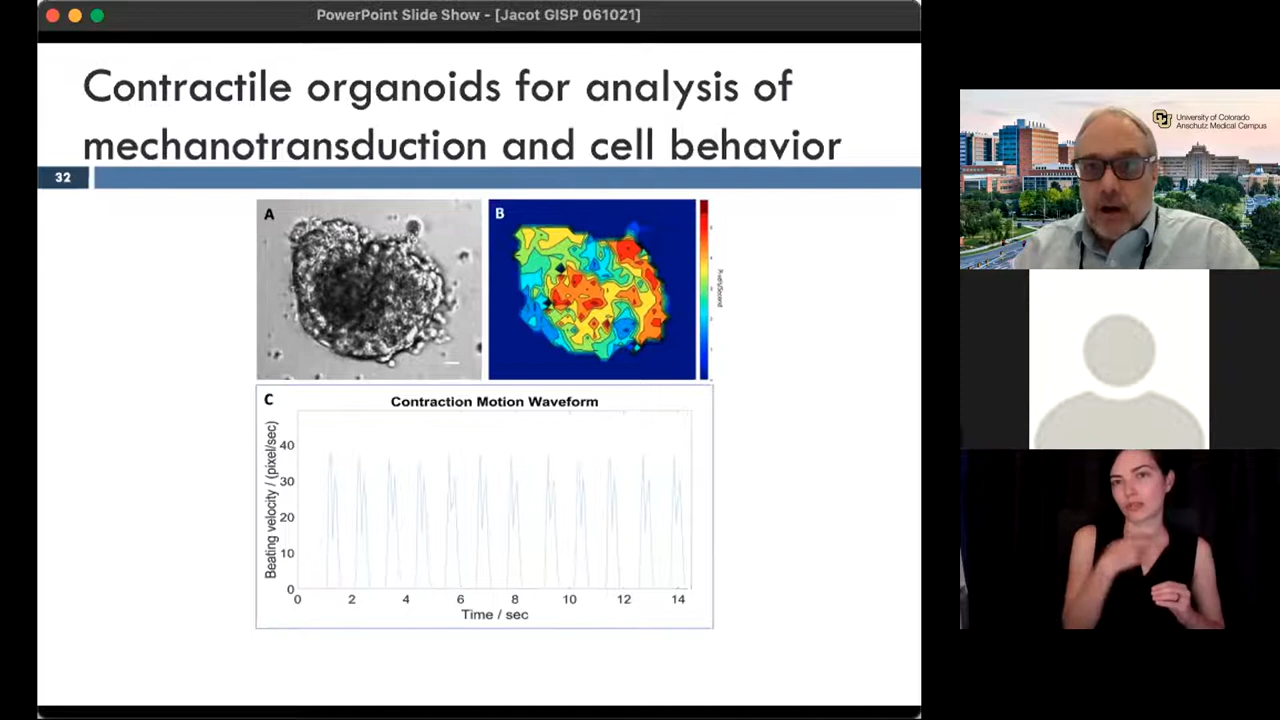 PowerPoint Slide Show - [Jacot GISP 061021]
Contractile organoids for analysis of
mechanotransduction and cell behavior
32
A
B
Pixels/Second
C
Contraction Motion Waveform
Beating velocity / (pixel/sec)
40
30
20
10
0
0 2 4 6 8 10 12 14
Time / sec
University of Colorado
Anschutz Medical Campus